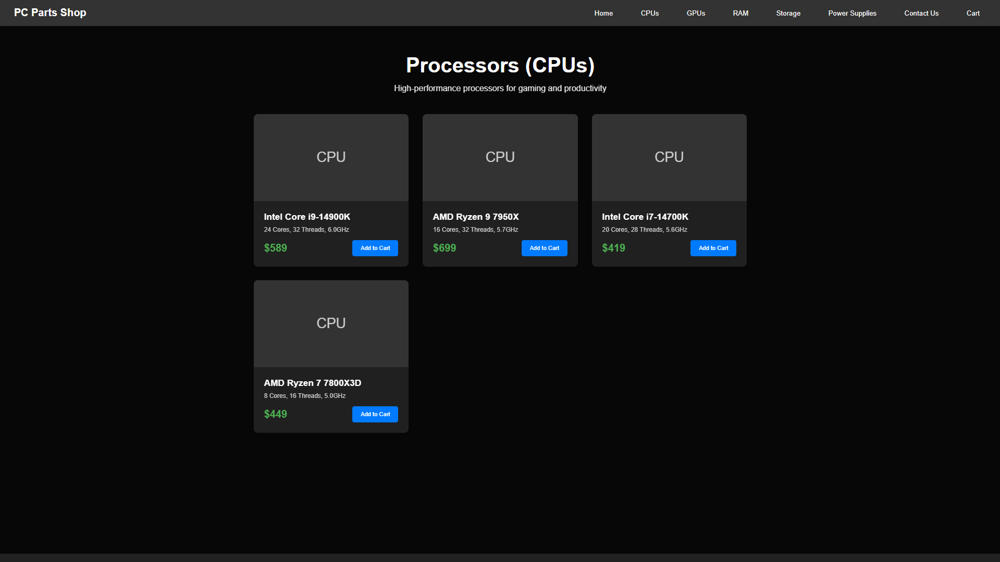 PC Parts Shop
Home CPUs GPUs RAM Storage Power Supplies Contact Us Cart
Processors (CPUs)
High-performance processors for gaming and productivity
CPU
Intel Core i9-14900K
24 Cores, 32 Threads, 6.0GHz
$589 Add to Cart
CPU
AMD Ryzen 9 7950X
16 Cores, 32 Threads, 5.7GHz
$699 Add to Cart
CPU
Intel Core i7-14700K
20 Cores, 28 Threads, 5.6GHz
$419 Add to Cart
CPU
AMD Ryzen 7 7800X3D
8 Cores, 16 Threads, 5.0GHz
$449 Add to Cart